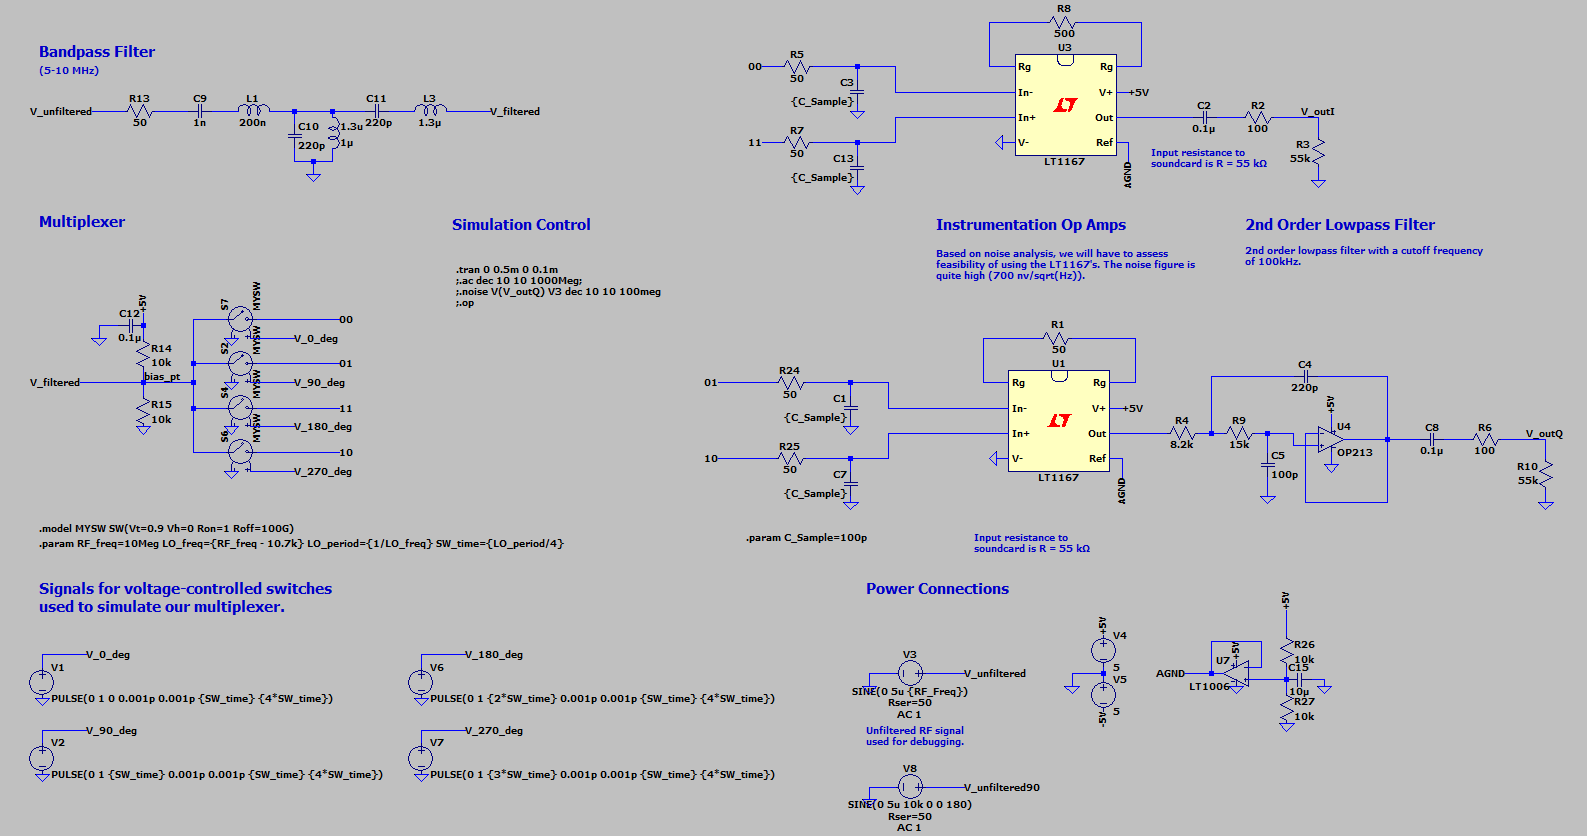 Bandpass Filter
(5-10 MHz)
V_unfiltered
R13
50
C9
1n
L1
200n
C10
220p
1.3u
1µ
C11
220p
L3
1.3µ
V_filtered
R8
500
U3
00
R5
50
C3
{C_Sample}
11
R7
50
C13
{C_Sample}
Rg
Rg
In-
V+
+5V
In+
Out
V-
Ref
LT1167
AGND
C2
0.1µ
R2
100
V_outI
R3
55k
Input resistance to
soundcard is R = 55 kΩ
Multiplexer
+5V
C12
0.1µ
R14
10k
V_filtered
bias_pt
R15
10k
S7
MYSW
00
V_0_deg
S2
MYSW
01
V_90_deg
S4
MYSW
11
V_180_deg
S6
MYSW
10
V_270_deg
.model MYSW SW(Vt=0.9 Vh=0 Ron=1 Roff=100G)
.param RF_freq=10Meg LO_freq={RF_freq - 10.7k} LO_period={1/LO_freq} SW_time={LO_period/4}
Simulation Control
.tran 0 0.5m 0 0.1m
;.ac dec 10 10 1000Meg;
;.noise V(V_outQ) V3 dec 10 10 100meg
;.op
Instrumentation Op Amps
Based on noise analysis, we will have to assess
feasibility of using the LT1167's. The noise figure is
quite high (700 nv/sqrt(Hz)).
2nd Order Lowpass Filter
2nd order lowpass filter with a cutoff frequency
of 100kHz.
R1
50
U1
01
R24
50
C1
{C_Sample}
10
R25
50
C7
{C_Sample}
Rg
Rg
In-
V+
+5V
In+
Out
V-
Ref
LT1167
AGND
R4
8.2k
R9
15k
C4
220p
C5
100p
+5V
U4
OP213
C8
0.1µ
R6
100
V_outQ
R10
55k
.param C_Sample=100p
Input resistance to
soundcard is R = 55 kΩ
Signals for voltage-controlled switches
used to simulate our multiplexer.
V_0_deg
V1
PULSE(0 1 0 0.001p 0.001p {SW_time} {4*SW_time})
V_180_deg
V6
PULSE(0 1 {2*SW_time} 0.001p 0.001p {SW_time} {4*SW_time})
V_90_deg
V2
PULSE(0 1 {SW_time} 0.001p 0.001p {SW_time} {4*SW_time})
V_270_deg
V7
PULSE(0 1 {3*SW_time} 0.001p 0.001p {SW_time} {4*SW_time})
Power Connections
V3
V_unfiltered
SINE(0 5u {RF_Freq})
Rser=50
AC 1
Unfiltered RF signal
used for debugging.
V8
V_unfiltered90
SINE(0 5u 10k 0 0 180)
Rser=50
AC 1
+5V
V4
5
V5
5
-5V
AGND
U7
+5V
LT1006
+5V
R26
10k
C15
10µ
R27
10k